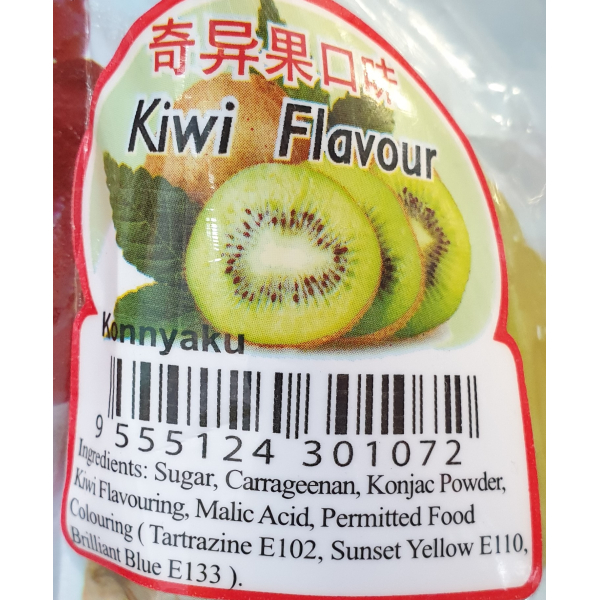 奇异果口味
Kiwi Flavour
Konnyaku
9 555124 301072
Ingredients: Sugar, Carrageenan, Konjac Powder,
Kiwi Flavouring, Malic Acid, Permitted Food
Colouring ( Tartrazine E102, Sunset Yellow E110,
Brilliant Blue E133 ).